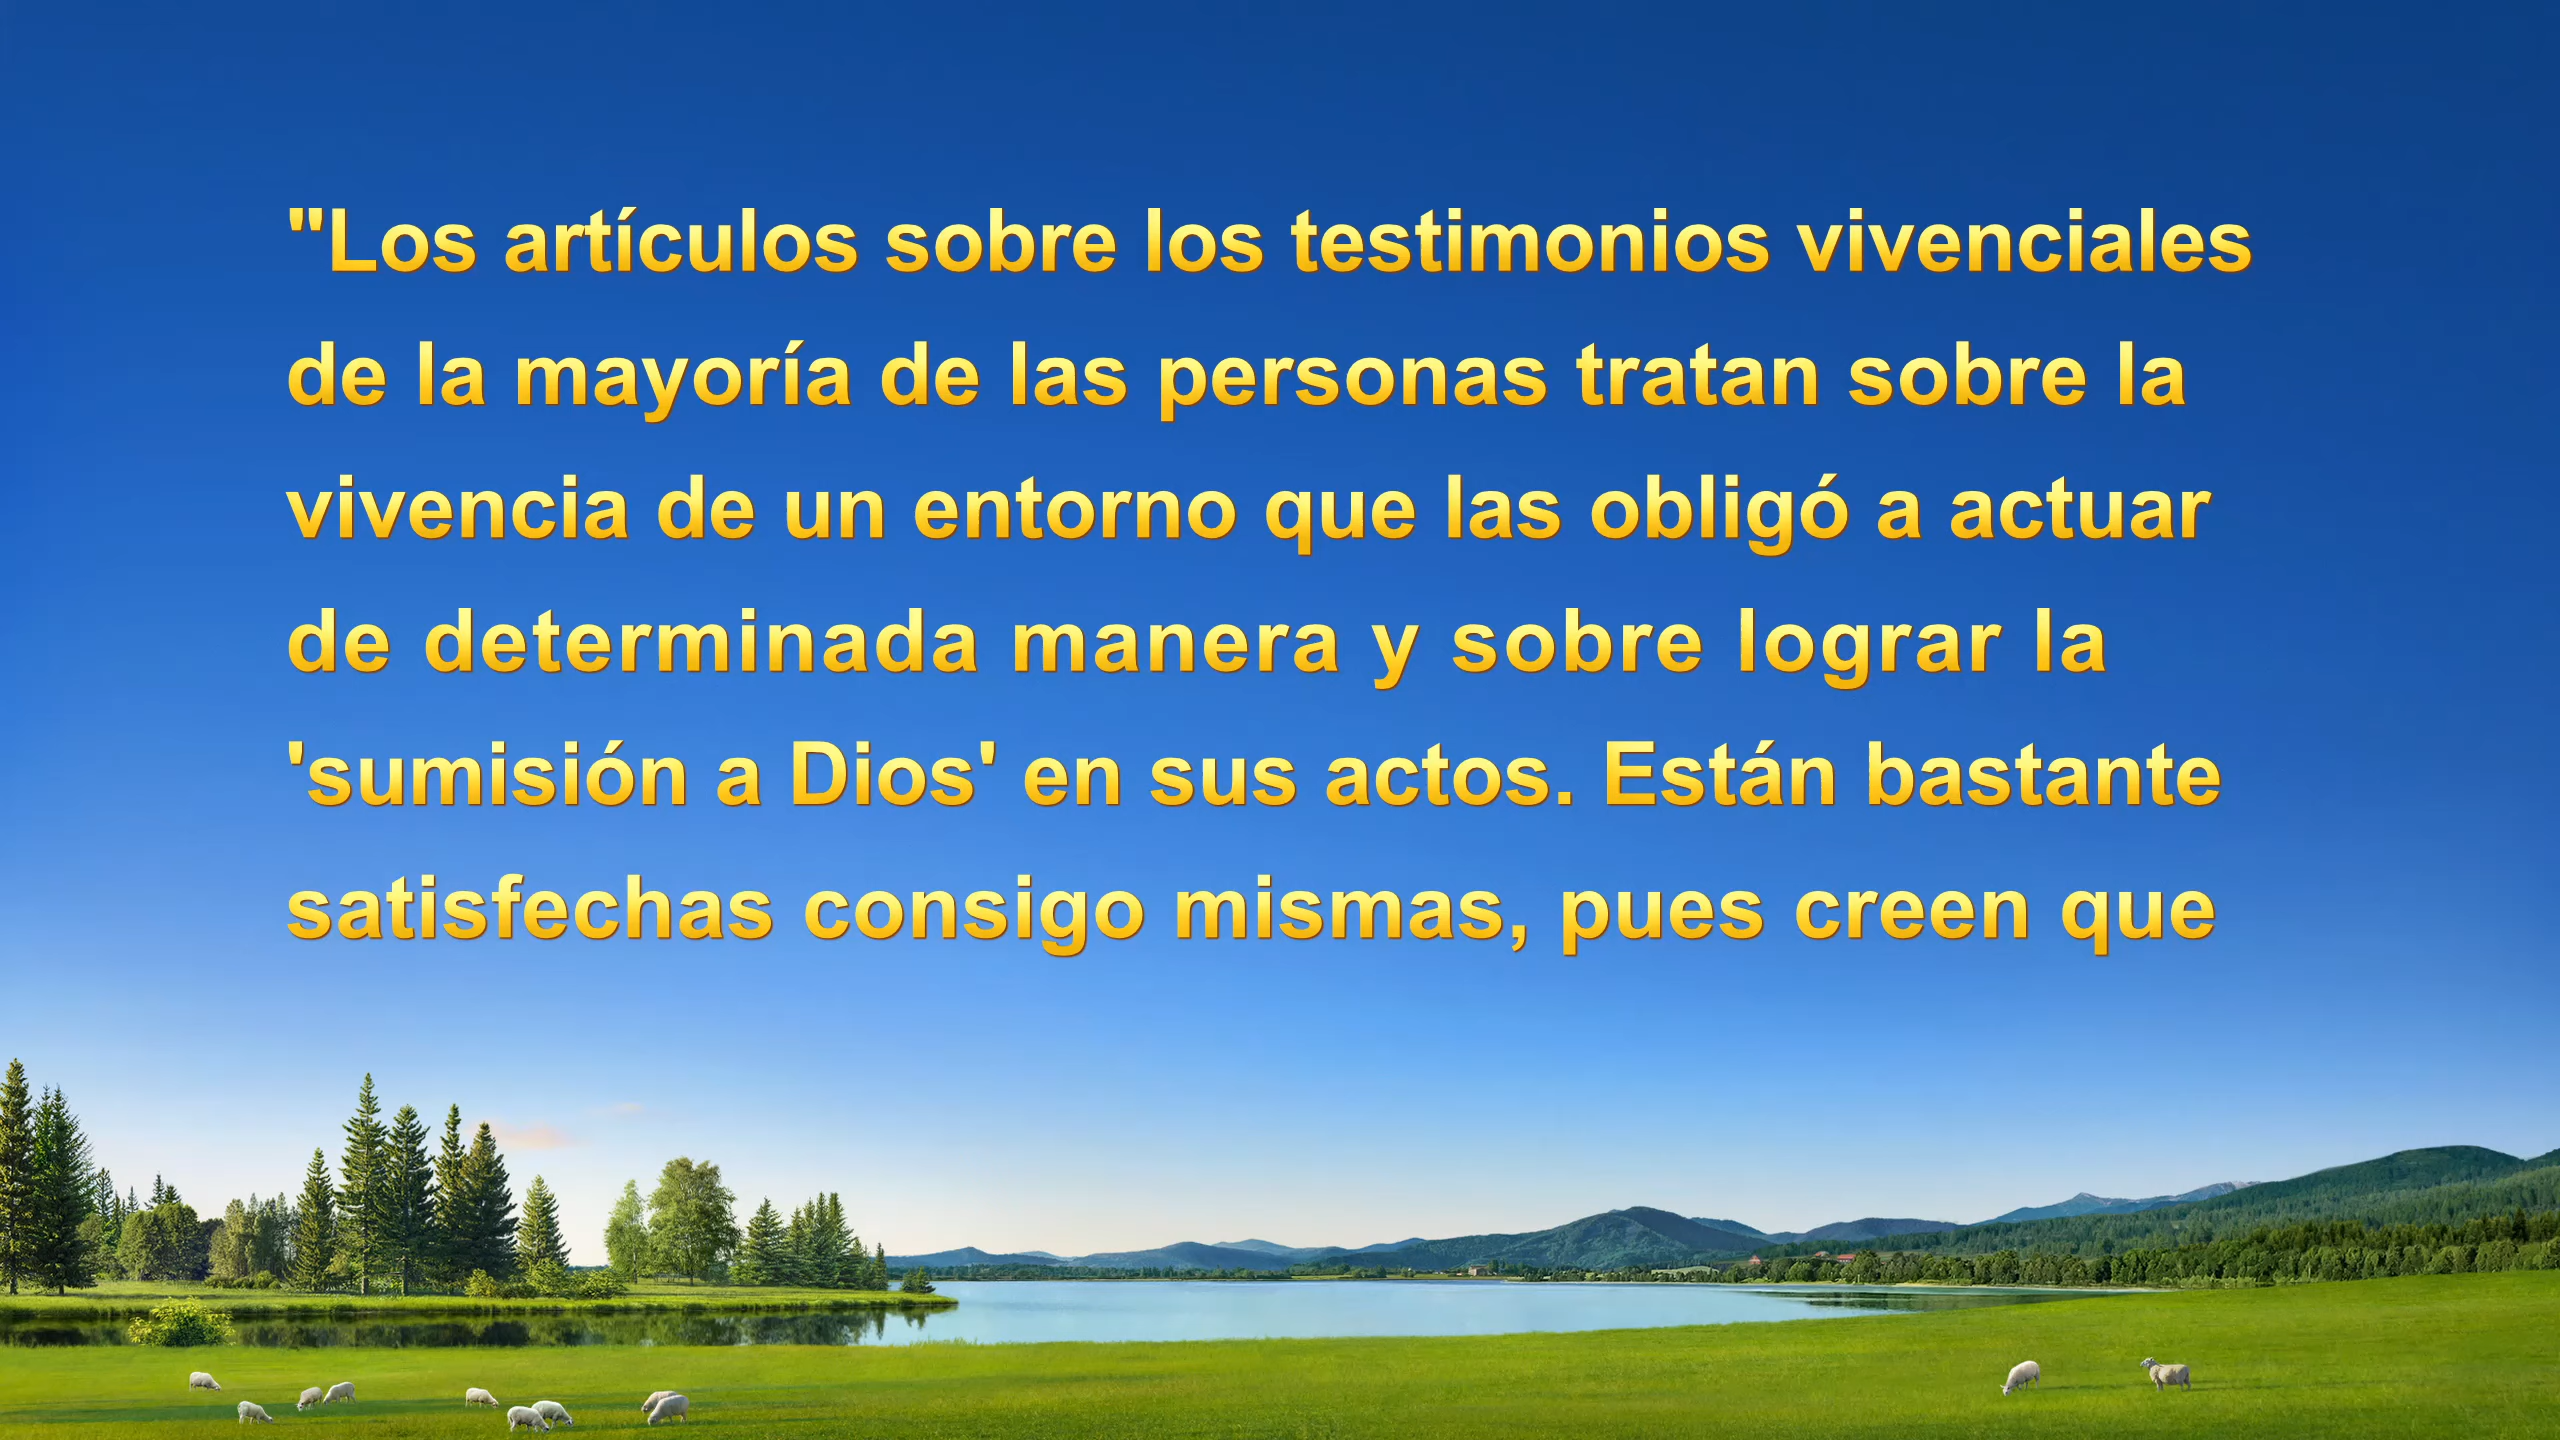 "Los artículos sobre los testimonios vivenciales
de la mayoría de las personas tratan sobre la
vivencia de un entorno que las obligó a actuar
de determinada manera y sobre lograr la
'sumisión a Dios' en sus actos. Están bastante
satisfechas consigo mismas, pues creen que